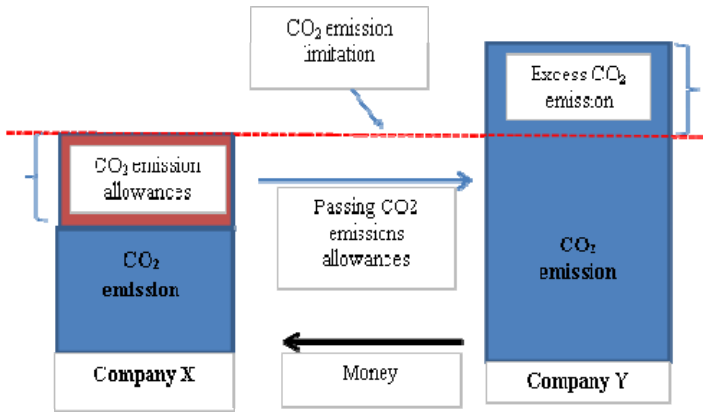 CO₂ emission
limitation
Excess CO₂
emission
CO₂ emission
allowances
Passing CO2
emissions
allowances
CO₂
emission
CO₂
emission
Company X
Money
Company Y